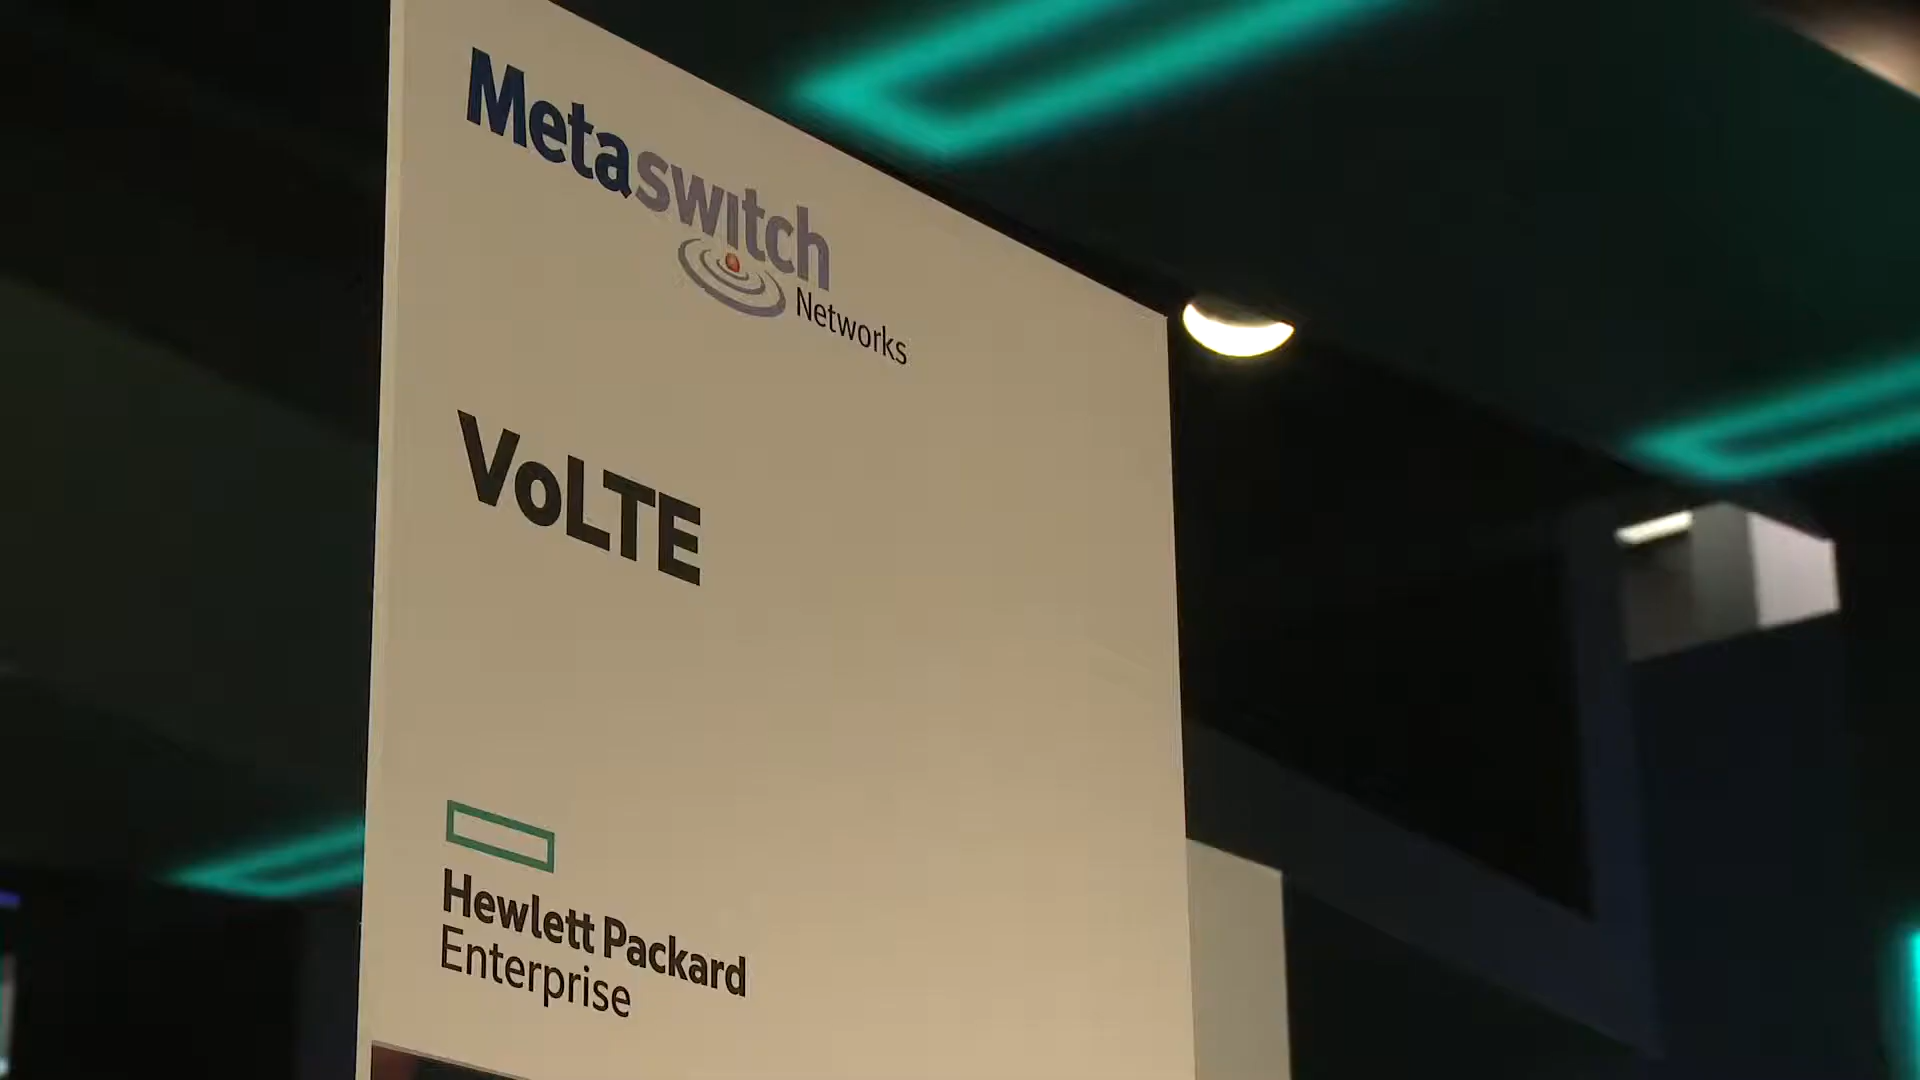 Metaswitch
Networks
VoLTE
Hewlett Packard
Enterprise